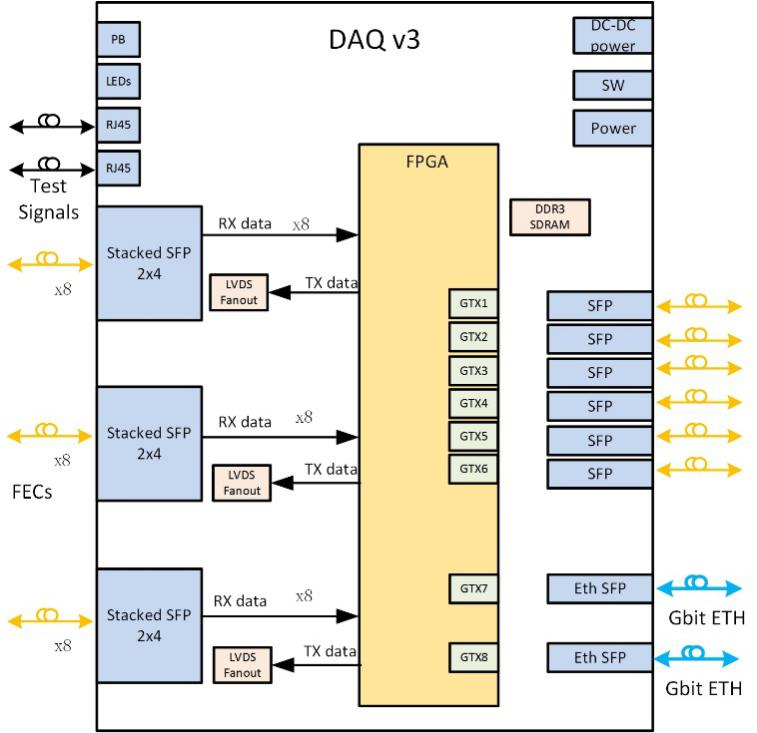 DAQ v3
PB
LEDs
RJ45
RJ45
Test
Signals
DC-DC
power
SW
Power
FPGA
DDR3
SDRAM
Stacked SFP
2x4
x8
RX data x8
TX data
LVDS
Fanout
Stacked SFP
2x4
x8
FECs
RX data x8
TX data
LVDS
Fanout
Stacked SFP
2x4
x8
RX data x8
TX data
LVDS
Fanout
GTX1
GTX2
GTX3
GTX4
GTX5
GTX6
GTX7
GTX8
SFP
SFP
SFP
SFP
SFP
SFP
Eth SFP
Gbit ETH
Eth SFP
Gbit ETH